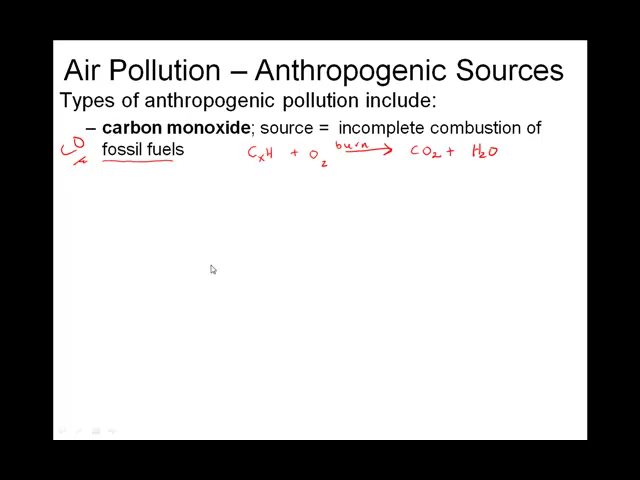 Air Pollution – Anthropogenic Sources
Types of anthropogenic pollution include:
– carbon monoxide; source = incomplete combustion of
fossil fuels
CO
CxH + O2 burn → CO2 + H2O